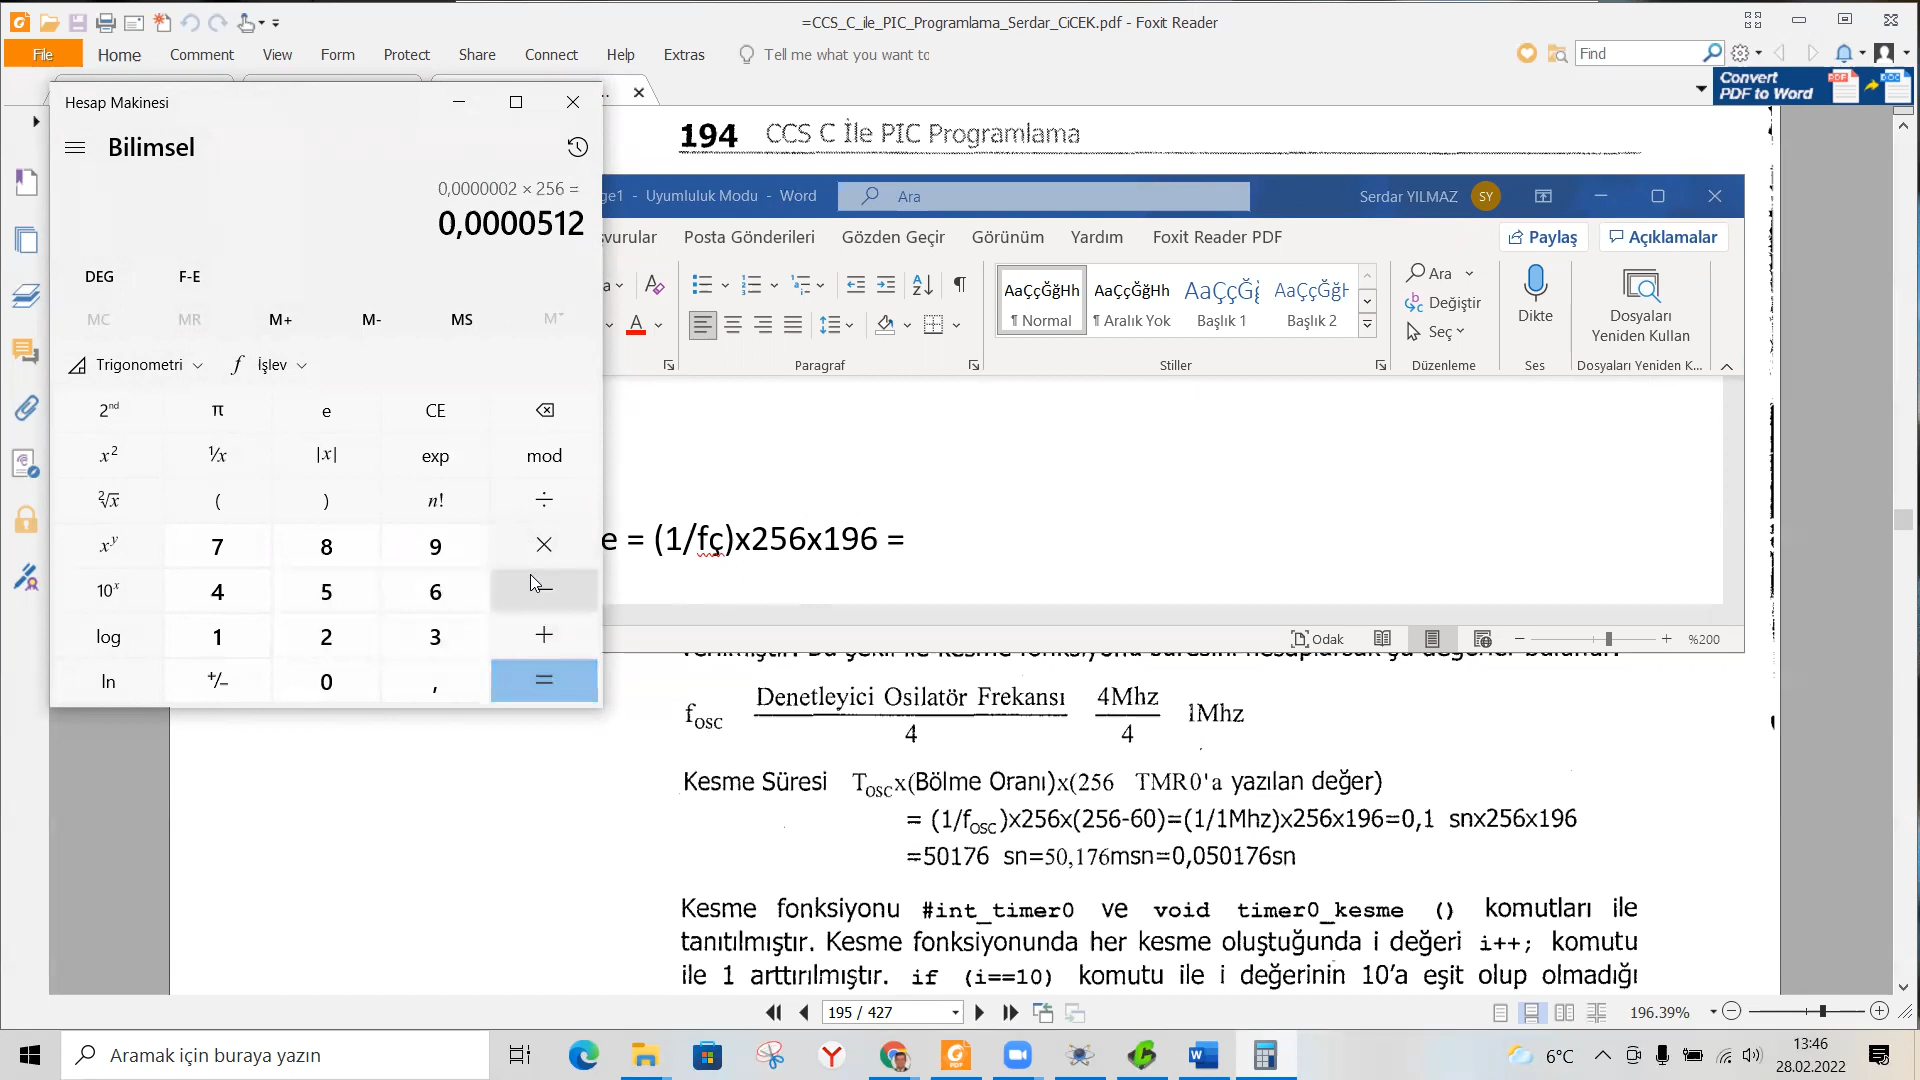 =CCS_C_ile_PIC_Programlama_Serdar_CiCEK.pdf - Foxit Reader
File Home Comment View Form Protect Share Connect Help Extras Tell me what you want to
Find
Convert
PDF to Word
PDF
DOC
Hesap Makinesi
Bilimsel
0,0000002 × 256 =
0,0000512
DEG F-E
MC MR M+ M- MS M˅
Trigonometri f İşlev
2nd π e CE
x² ¹⁄x |x| exp mod
²√x ( ) n! ÷
xʸ 7 8 9 ×
10ˣ 4 5 6 −
log 1 2 3 +
ln +/− 0 , =
194 CCS C İle PIC Programlama
ge1 - Uyumluluk Modu - Word Ara Serdar YILMAZ SY
şvurular Posta Gönderileri Gözden Geçir Görünüm Yardım Foxit Reader PDF Paylaş Açıklamalar
AaÇçĞğHh AaÇçĞğHh AaÇçĞğ AaÇçĞğH
¶ Normal ¶ Aralık Yok Başlık 1 Başlık 2
Ara
Değiştir
Seç
Dikte
Dosyaları
Yeniden Kullan
Paragraf Stiller Düzenleme Ses Dosyaları Yeniden K...
e = (1/fç)x256x196 =
Odak %200
fOSC Denetleyici Osilatör Frekansı 4Mhz 1Mhz
4 4
Kesme Süresi TOSCx(Bölme Oranı)x(256 TMR0'a yazılan değer)
= (1/fOSC)x256x(256-60)=(1/1Mhz)x256x196=0,1 snx256x196
=50176 sn=50,176msn=0,050176sn
Kesme fonksiyonu #int_timer0 ve void timer0_kesme () komutları ile
tanıtılmıştır. Kesme fonksiyonunda her kesme oluştuğunda i değeri i++; komutu
ile 1 arttırılmıştır. if (i==10) komutu ile i değerinin 10'a eşit olup olmadığı
195 / 427
196.39%
Aramak için buraya yazın
6°C
13:46
28.02.2022